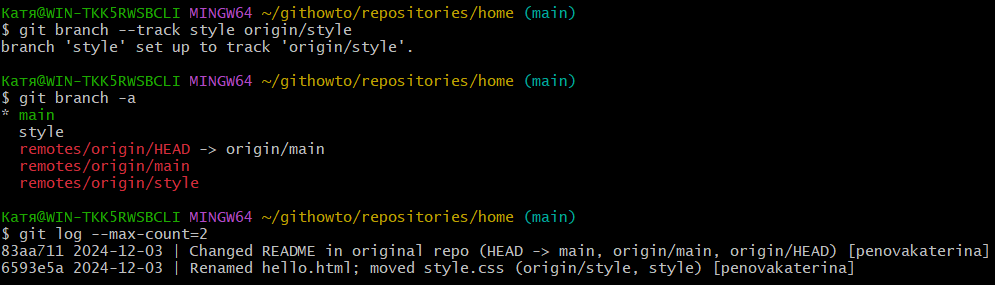 Катя@WIN-TKK5RWSBCLI MINGW64 ~/githowto/repositories/home (main)
$ git branch --track style origin/style
branch 'style' set up to track 'origin/style'.
Катя@WIN-TKK5RWSBCLI MINGW64 ~/githowto/repositories/home (main)
$ git branch -a
* main
  style
  remotes/origin/HEAD -> origin/main
  remotes/origin/main
  remotes/origin/style
Катя@WIN-TKK5RWSBCLI MINGW64 ~/githowto/repositories/home (main)
$ git log --max-count=2
83aa711 2024-12-03 | Changed README in original repo (HEAD -> main, origin/main, origin/HEAD) [penovakaterina]
6593e5a 2024-12-03 | Renamed hello.html; moved style.css (origin/style, style) [penovakaterina]